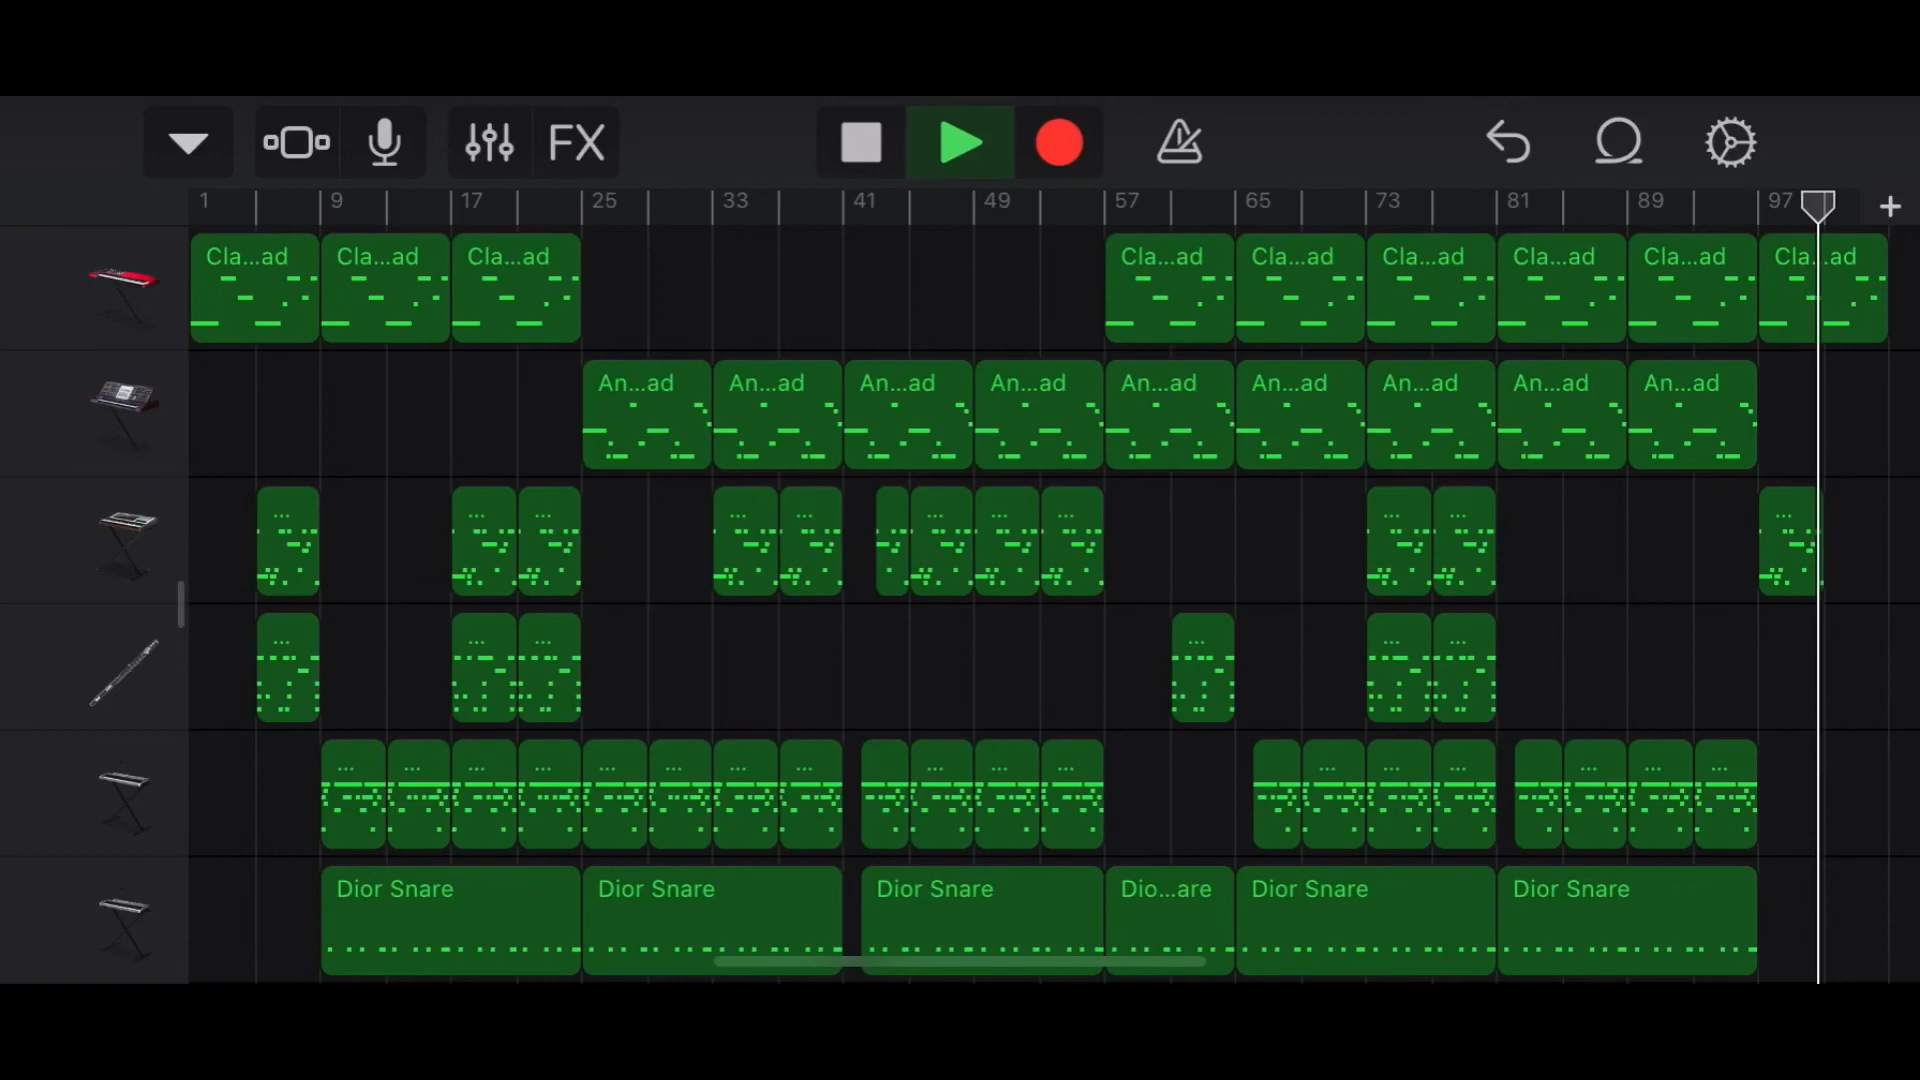 FX
1 9 17 25 33 41 49 57 65 73 81 89 97 +
Cla...ad Cla...ad Cla...ad Cla...ad Cla...ad Cla...ad Cla...ad Cla...ad Cla...ad
An...ad An...ad An...ad An...ad An...ad An...ad An...ad An...ad An...ad
... ... ... ... ... ... ... ... ... ... ...
... ... ... ... ... ...
... ... ... ... ... ... ... ... ... ... ... ... ... ... ... ... ...
Dior Snare Dior Snare Dior Snare Dio...are Dior Snare Dior Snare